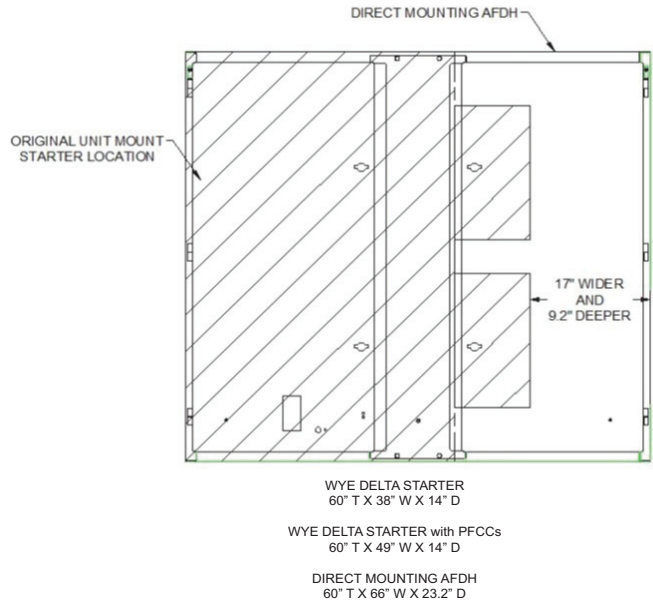 DIRECT MOUNTING AFDH
ORIGINAL UNIT MOUNT
STARTER LOCATION
17" WIDER
AND
9.2" DEEPER
WYE DELTA STARTER
60” T X 38” W X 14” D
WYE DELTA STARTER with PFCCs
60” T X 49” W X 14” D
DIRECT MOUNTING AFDH
60” T X 66” W X 23.2” D